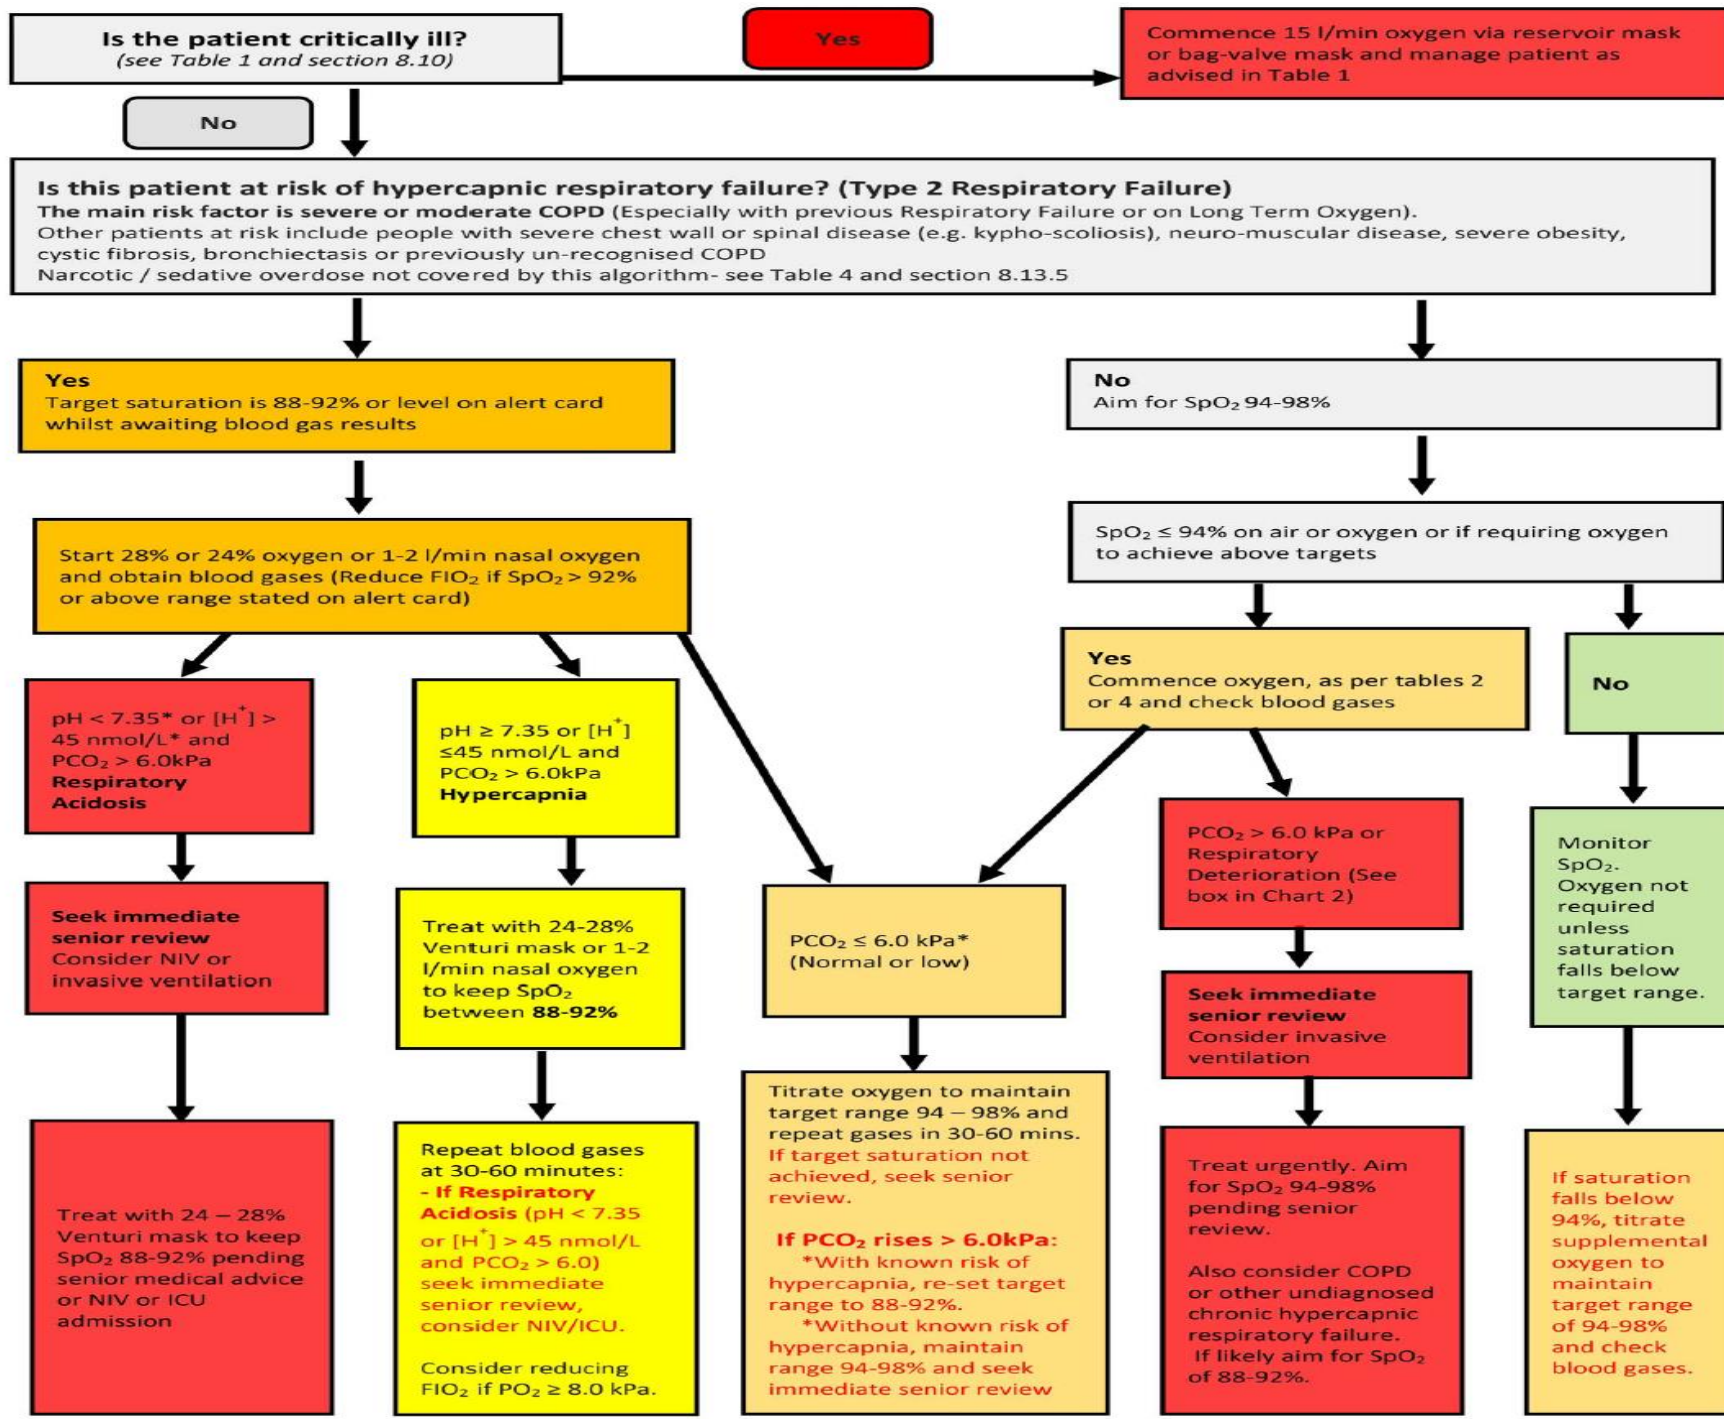 Is the patient critically ill?
(see Table 1 and section 8.10)
Yes
Commence 15 l/min oxygen via reservoir mask
or bag-valve mask and manage patient as
advised in Table 1
No
Is this patient at risk of hypercapnic respiratory failure? (Type 2 Respiratory Failure)
The main risk factor is severe or moderate COPD (Especially with previous Respiratory Failure or on Long Term Oxygen).
Other patients at risk include people with severe chest wall or spinal disease (e.g. kypho-scoliosis), neuro-muscular disease, severe obesity,
cystic fibrosis, bronchiectasis or previously un-recognised COPD
Narcotic / sedative overdose not covered by this algorithm- see Table 4 and section 8.13.5
Yes
Target saturation is 88-92% or level on alert card
whilst awaiting blood gas results
No
Aim for SpO₂ 94-98%
Start 28% or 24% oxygen or 1-2 l/min nasal oxygen
and obtain blood gases (Reduce FIO₂ if SpO₂ > 92%
or above range stated on alert card)
SpO₂ ≤ 94% on air or oxygen or if requiring oxygen
to achieve above targets
Yes
Commence oxygen, as per tables 2
or 4 and check blood gases
No
pH < 7.35* or [H⁺] >
45 nmol/L* and
PCO₂ > 6.0kPa
Respiratory
Acidosis
pH ≥ 7.35 or [H⁺]
≤45 nmol/L and
PCO₂ > 6.0kPa
Hypercapnia
PCO₂ ≤ 6.0 kPa*
(Normal or low)
PCO₂ > 6.0 kPa or
Respiratory
Deterioration (See
box in Chart 2)
Monitor
SpO₂.
Oxygen not
required
unless
saturation
falls below
target range.
Seek immediate
senior review
Consider NIV or
invasive ventilation
Treat with 24-28%
Venturi mask or 1-2
l/min nasal oxygen
to keep SpO₂
between 88-92%
Seek immediate
senior review
Consider invasive
ventilation
Treat with 24 – 28%
Venturi mask to keep
SpO₂ 88-92% pending
senior medical advice
or NIV or ICU
admission
Repeat blood gases
at 30-60 minutes:
- If Respiratory
Acidosis (pH < 7.35
or [H⁺] > 45 nmol/L
and PCO₂ > 6.0)
seek immediate
senior review,
consider NIV/ICU.
Consider reducing
FIO₂ if PO₂ ≥ 8.0 kPa.
Titrate oxygen to maintain
target range 94 – 98% and
repeat gases in 30-60 mins.
If target saturation not
achieved, seek senior
review.
If PCO₂ rises > 6.0kPa:
*With known risk of
hypercapnia, re-set target
range to 88-92%.
*Without known risk of
hypercapnia, maintain
range 94-98% and seek
immediate senior review
Treat urgently. Aim
for SpO₂ 94-98%
pending senior
review.
Also consider COPD
or other undiagnosed
chronic hypercapnic
respiratory failure.
If likely aim for SpO₂
of 88-92%.
If saturation
falls below
94%, titrate
supplemental
oxygen to
maintain
target range
of 94-98%
and check
blood gases.